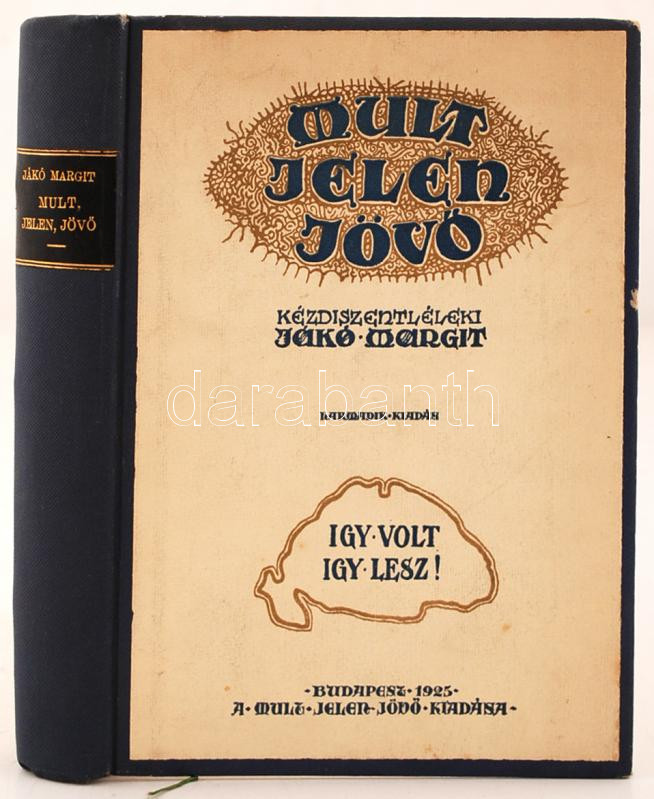 JÁKÓ MARGIT
MULT,
JELEN, JÖVŐ
MULT
JELEN
JÖVŐ
KÉZDISZENTLÉLEKI
JÁKÓ·MARGIT
HARMADIK·KIADÁS
darabanth
IGY·VOLT
IGY·LESZ!
·BUDAPEST·1925·
A·MULT·JELEN·JÖVŐ·KIADÁSA·